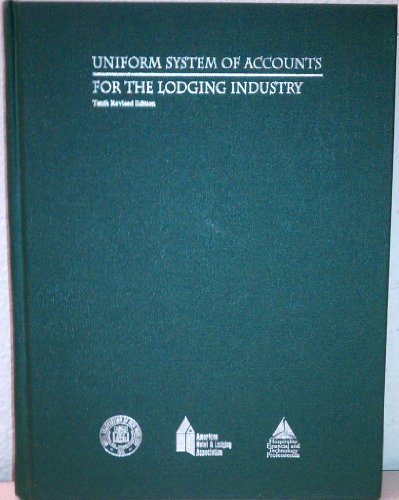 UNIFORM SYSTEM OF ACCOUNTS
FOR THE LODGING INDUSTRY
Tenth Revised Edition
American
Hotel & Lodging
Association
Hospitality
Financial and
Technology
Professionals